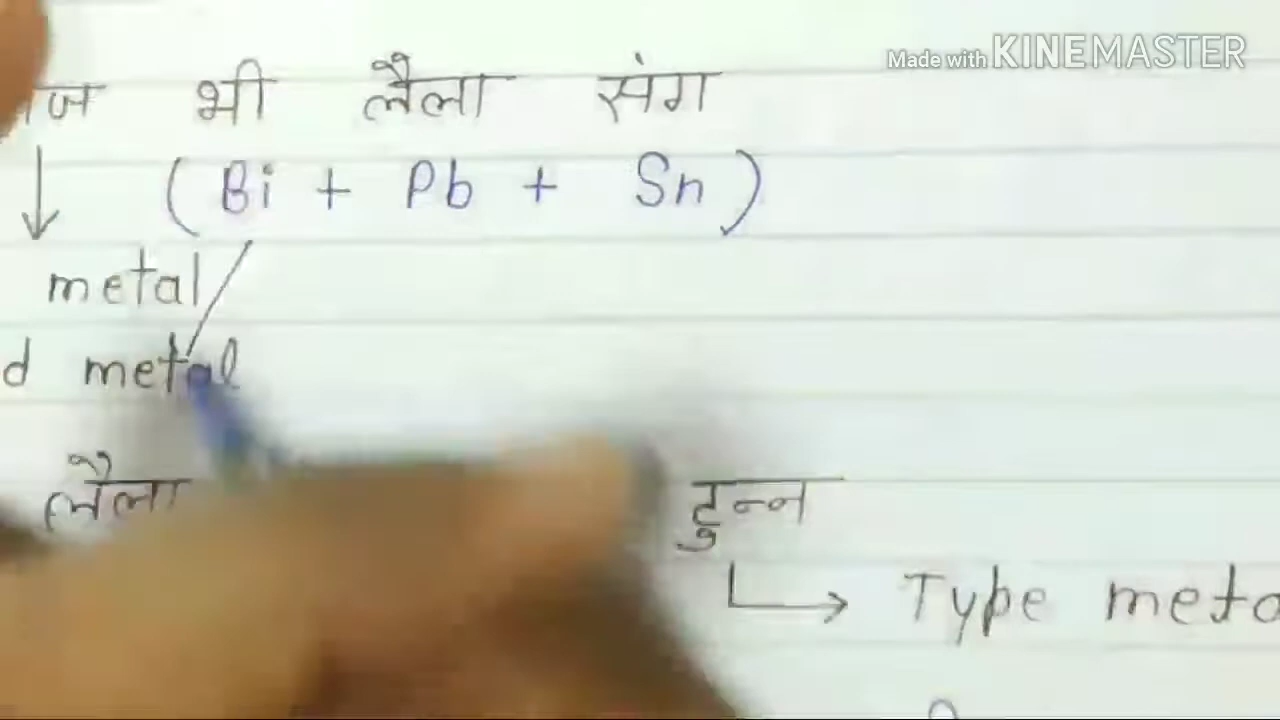 Made with KINEMASTER
भी लैला संग
(Bi + Pb + Sn)
metal/
d metal
लैला टुन्न
Type meta